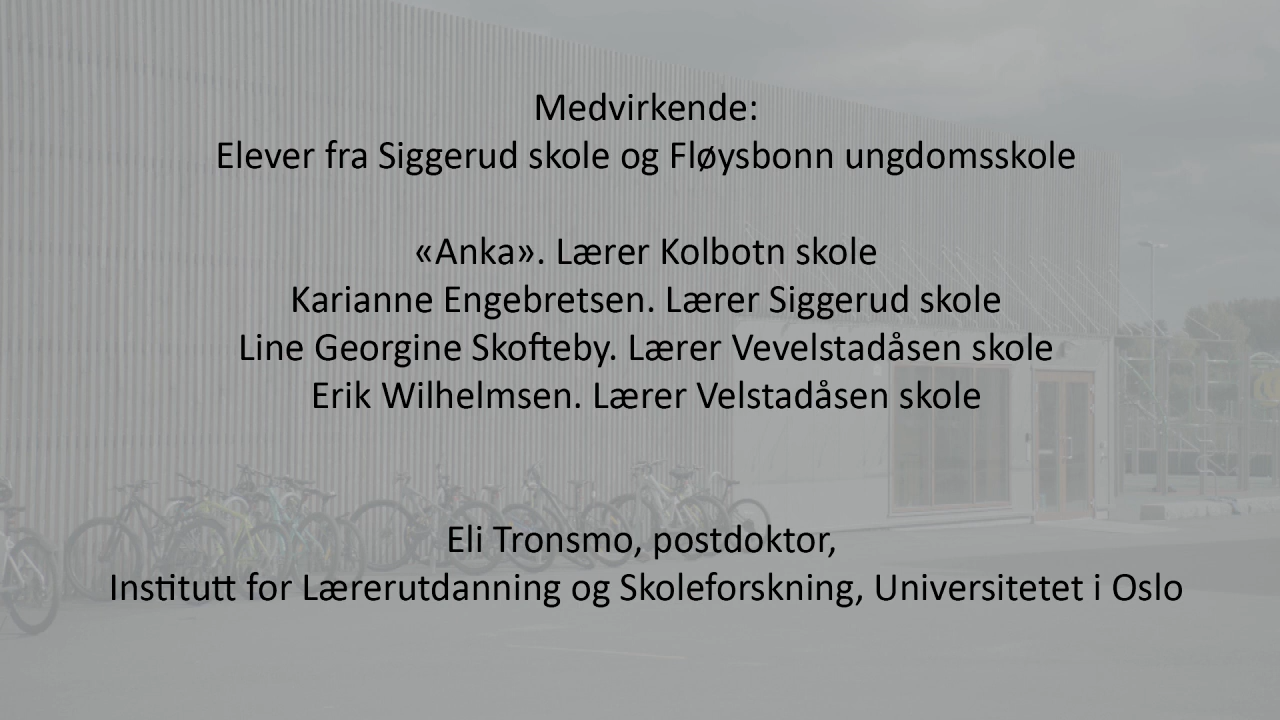 Medvirkende:
Elever fra Siggerud skole og Fløysbonn ungdomsskole
«Anka». Lærer Kolbotn skole
Karianne Engebretsen. Lærer Siggerud skole
Line Georgine Skofteby. Lærer Vevelstadåsen skole
Erik Wilhelmsen. Lærer Velstadåsen skole
Eli Tronsmo, postdoktor,
Institutt for Lærerutdanning og Skoleforskning, Universitetet i Oslo